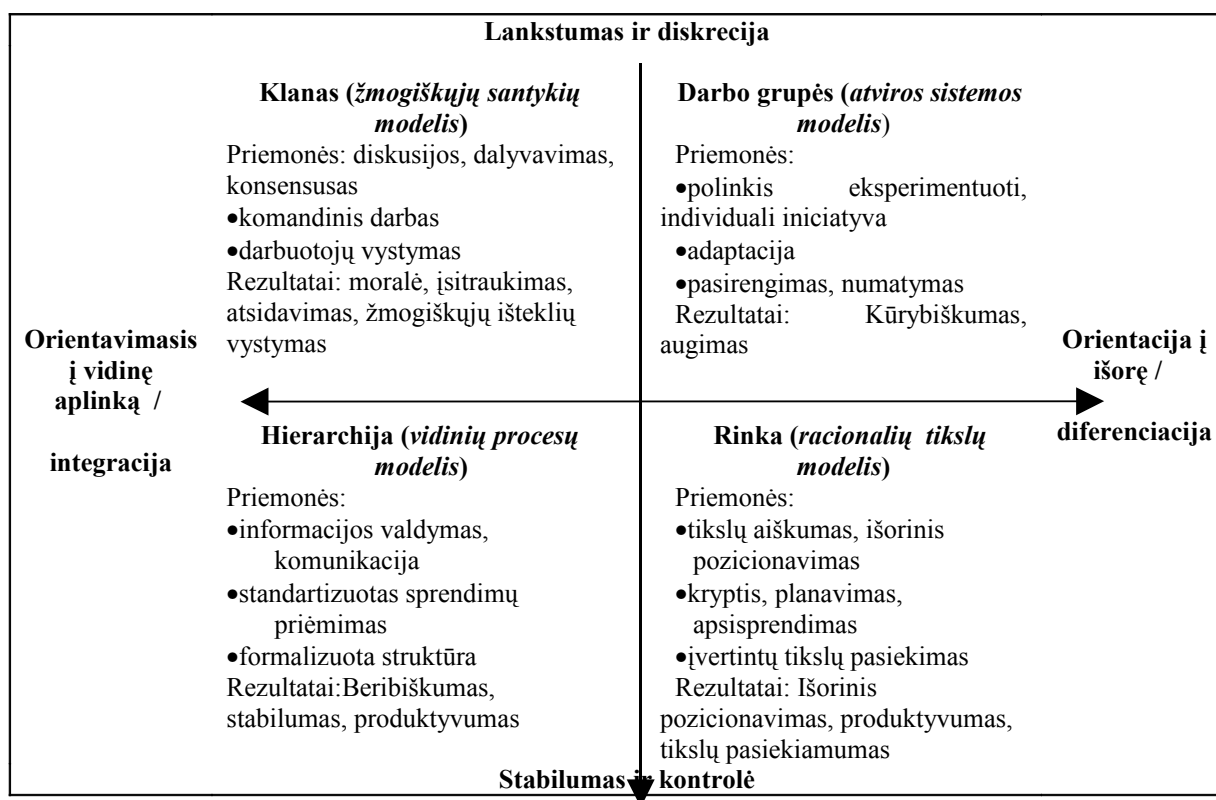 Lankstumas ir diskrecija
Klanas (žmogiškųjų santykių
modelis)
Priemonės: diskusijos, dalyvavimas,
konsensusas
•komandinis darbas
•darbuotojų vystymas
Rezultatai: moralė, įsitraukimas,
atsidavimas, žmogiškųjų išteklių
vystymas
Darbo grupės (atviros sistemos
modelis)
Priemonės:
•polinkis eksperimentuoti,
individuali iniciatyva
•adaptacija
•pasirengimas, numatymas
Rezultatai: Kūrybiškumas,
augimas
Orientavimasis
į vidinę
aplinką /
integracija
Orientacija į
išorę /
diferenciacija
Hierarchija (vidinių procesų
modelis)
Priemonės:
•informacijos valdymas,
komunikacija
•standartizuotas sprendimų
priėmimas
•formalizuota struktūra
Rezultatai:Beribiškumas,
stabilumas, produktyvumas
Rinka (racionalių tikslų
modelis)
Priemonės:
•tikslų aiškumas, išorinis
pozicionavimas
•kryptis, planavimas,
apsisprendimas
•įvertintų tikslų pasiekimas
Rezultatai: Išorinis
pozicionavimas, produktyvumas,
tikslų pasiekiamumas
Stabilumas ir kontrolė